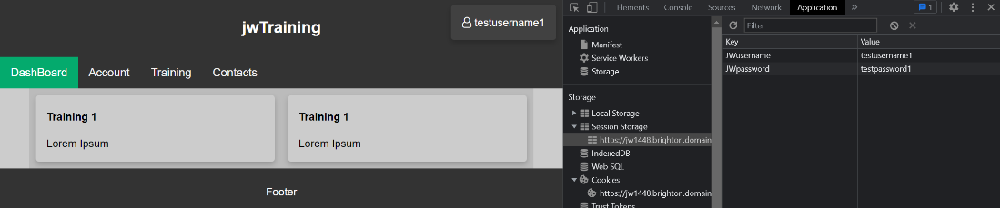 jwTraining
testusername1
DashBoard Account Training Contacts
Training 1
Lorem Ipsum
Training 1
Lorem Ipsum
Footer
Elements Console Sources Network Application » 1
Application
Manifest
Service Workers
Storage
Storage
Local Storage
Session Storage
https://jw1448.brighton.domain
IndexedDB
Web SQL
Cookies
https://jw1448.brighton.domain
Trust Tokens
Filter
Key Value
JWusername testusername1
JWpassword testpassword1